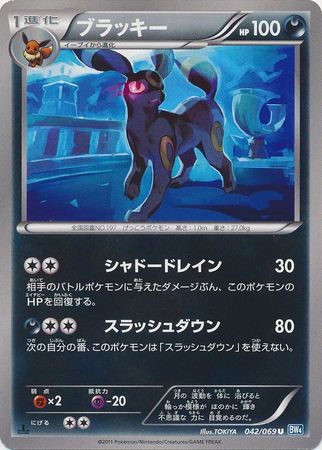 1進化 ブラッキー HP100
イーブイから進化
全国図鑑NO.197 げっこうポケモン 高さ:1.0m 重さ:27.0kg
シャドードレイン 30
相手のバトルポケモンに与えたダメージぶん、このポケモンの
HPを回復する。
スラッシュダウン 80
次の自分の番、このポケモンは「スラッシュダウン」を使えない。
弱点 抵抗力
×2 -20
にげる
月の 波動を 体に 浴びると
輪っか模様が ほのかに 輝き
不思議な 力に 目覚めるのだ。
Illus.TOKIYA 042/069 U BW4
©2011 Pokémon/Nintendo/Creatures/GAME FREAK.